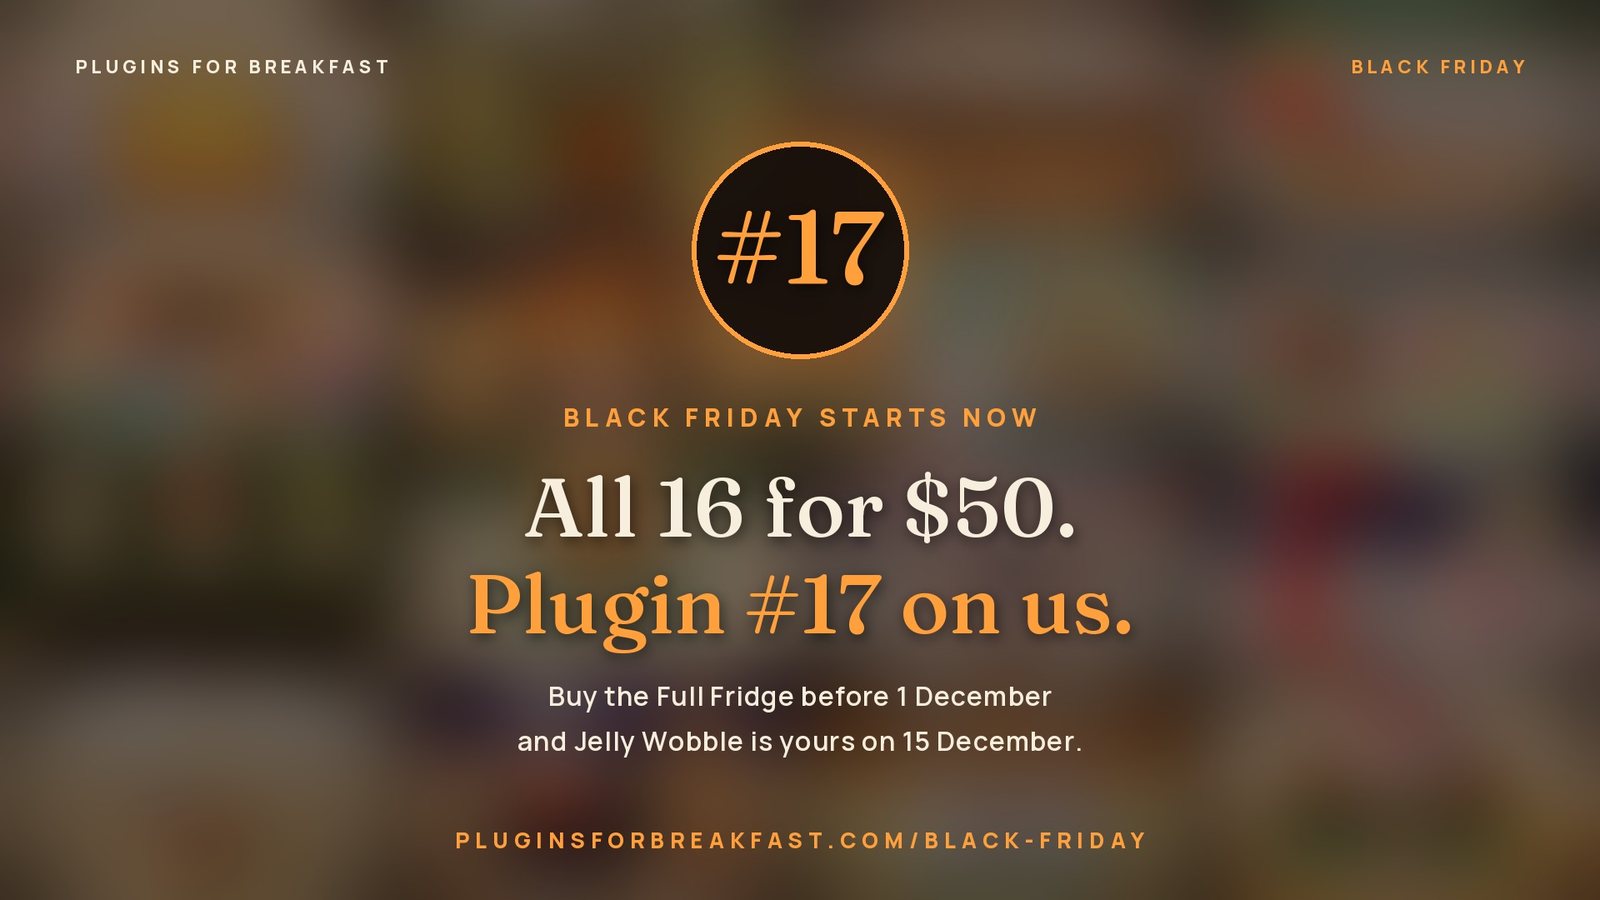 PLUGINS FOR BREAKFAST
BLACK FRIDAY
#17
BLACK FRIDAY STARTS NOW
All 16 for $50.
Plugin #17 on us.
Buy the Full Fridge before 1 December
and Jelly Wobble is yours on 15 December.
PLUGINSFORBREAKFAST.COM/BLACK-FRIDAY